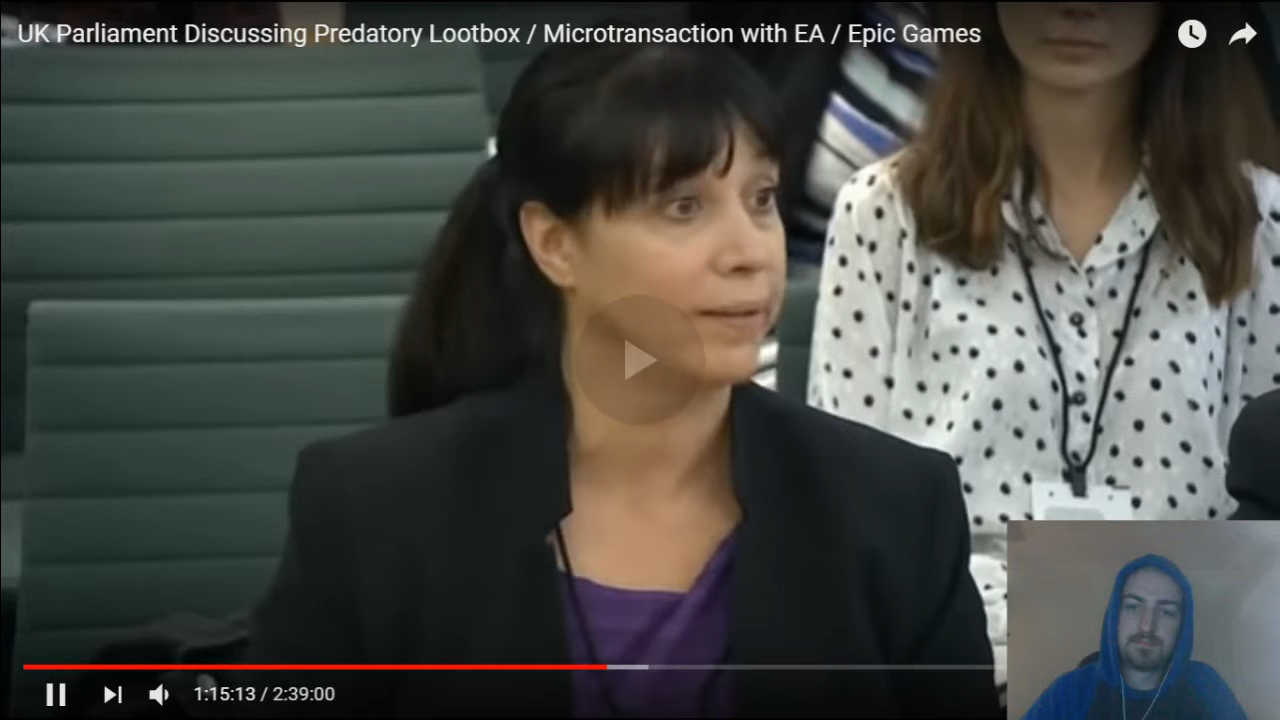 UK Parliament Discussing Predatory Lootbox / Microtransaction with EA / Epic Games
1:15:13 / 2:39:00